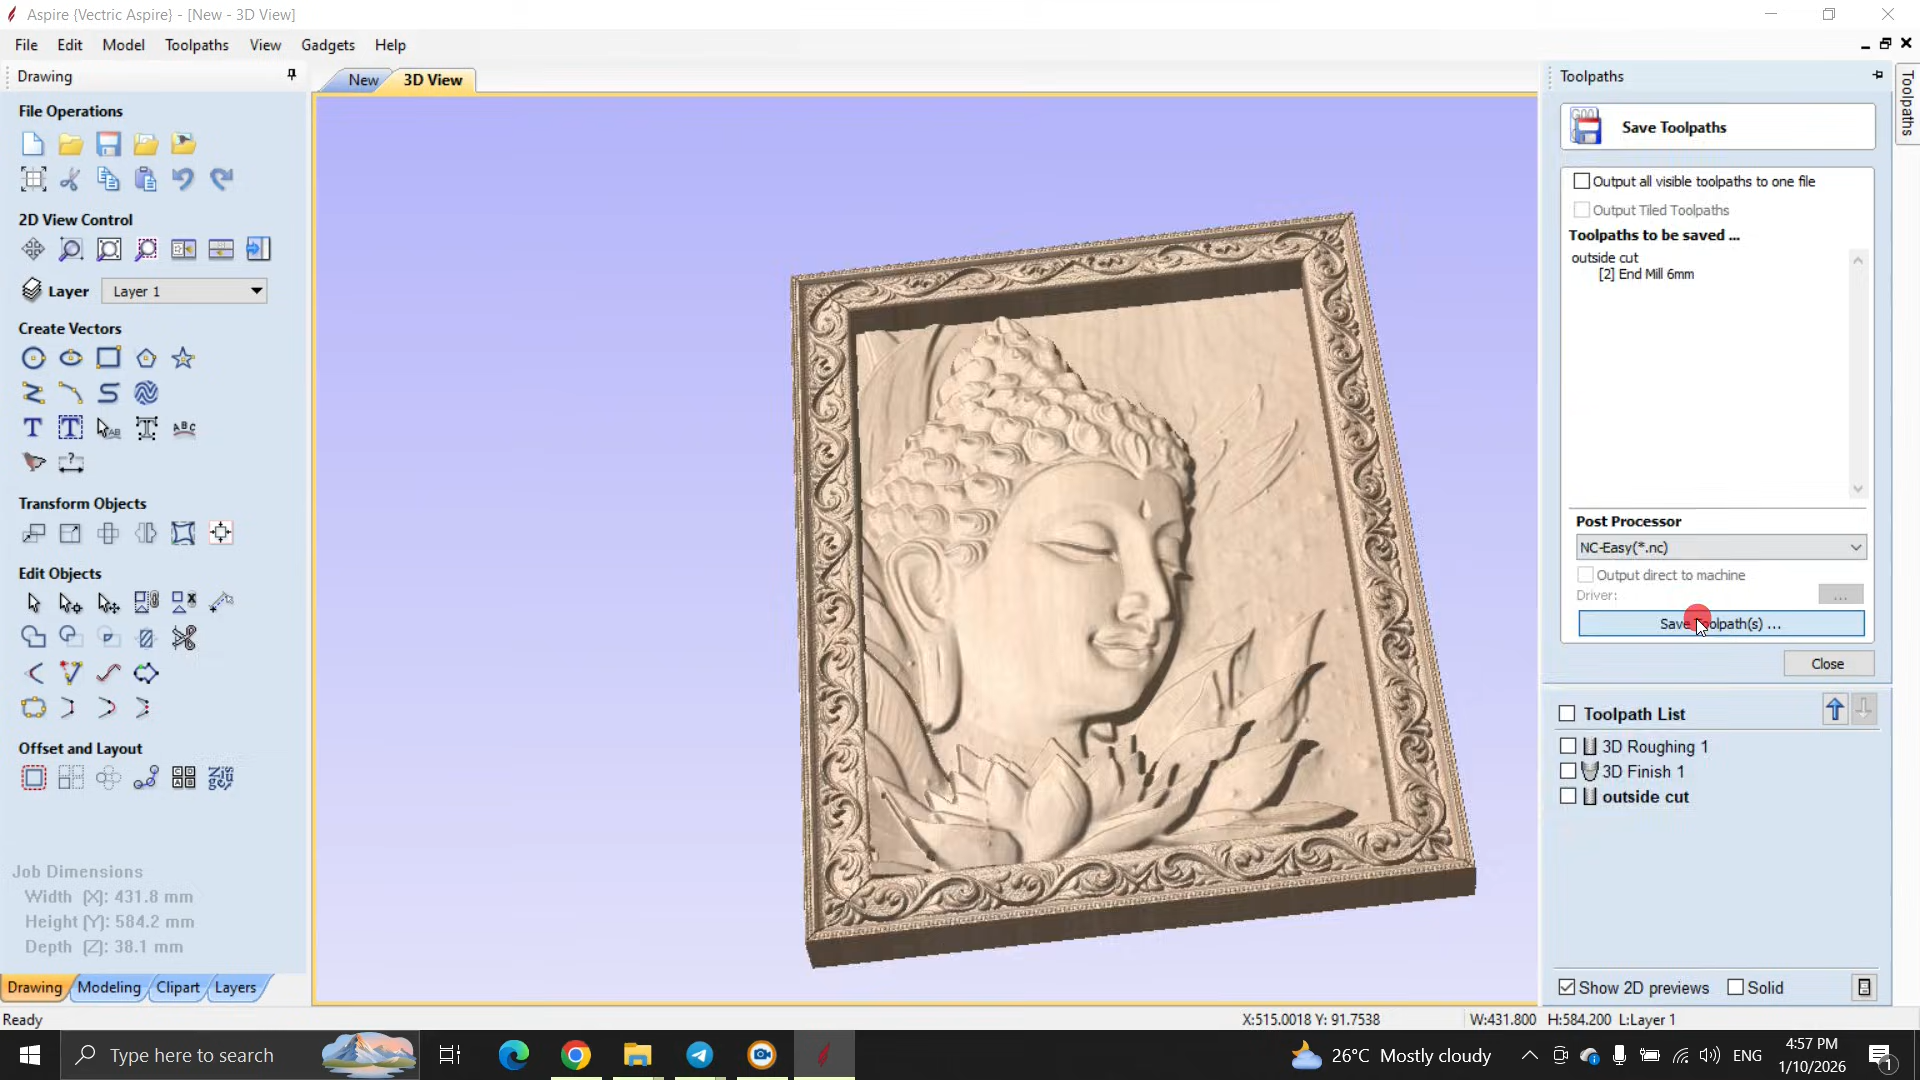 Aspire {Vectric Aspire} - [New - 3D View]
File Edit Model Toolpaths View Gadgets Help
Drawing
File Operations
2D View Control
Layer Layer 1
Create Vectors
Transform Objects
Edit Objects
Offset and Layout
Job Dimensions
Width (X): 431.8 mm
Height (Y): 584.2 mm
Depth (Z): 38.1 mm
Drawing Modeling Clipart Layers
New 3D View
Toolpaths
Toolpaths
Save Toolpaths
Output all visible toolpaths to one file
Output Tiled Toolpaths
Toolpaths to be saved ...
outside cut
[2] End Mill 6mm
Post Processor
NC-Easy(*.nc)
Output direct to machine
Driver:
...
Save Toolpath(s) ...
Close
Toolpath List
3D Roughing 1
3D Finish 1
outside cut
Show 2D previews Solid
Ready
X:515.0018 Y: 91.7538
W:431.800 H:584.200 L:Layer 1
Type here to search
26°C Mostly cloudy
ENG
4:57 PM
1/10/2026
1